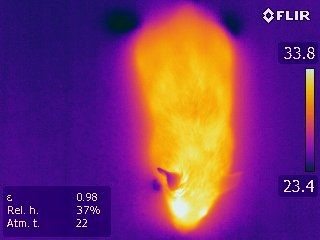 FLIR
33.8
23.4
ε 0.98
Rel. h. 37%
Atm. t. 22